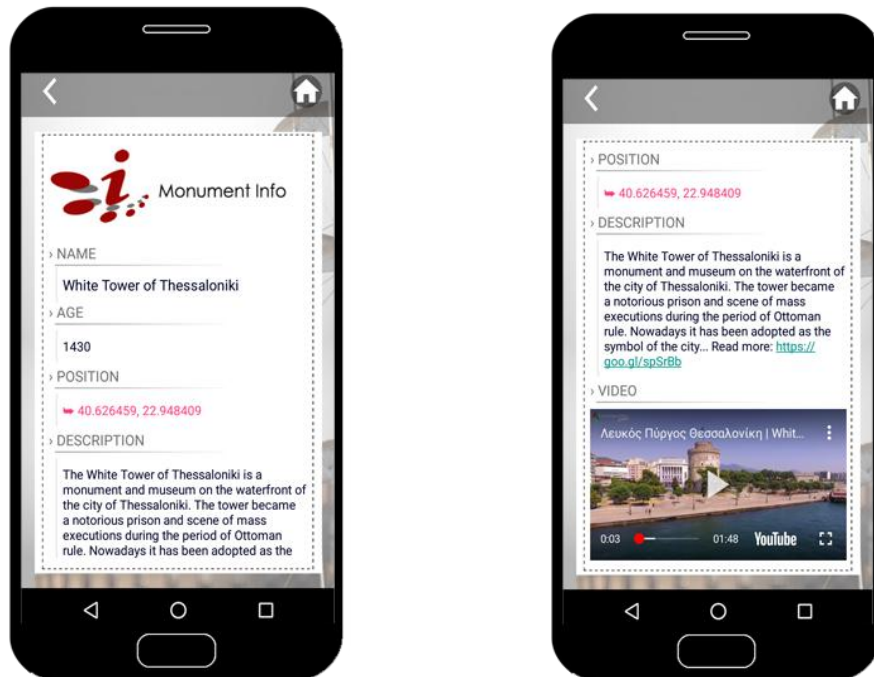 Monument Info
› NAME
White Tower of Thessaloniki
› AGE
1430
› POSITION
40.626459, 22.948409
› DESCRIPTION
The White Tower of Thessaloniki is a
monument and museum on the waterfront of
the city of Thessaloniki. The tower became
a notorious prison and scene of mass
executions during the period of Ottoman
rule. Nowadays it has been adopted as the
› POSITION
40.626459, 22.948409
› DESCRIPTION
The White Tower of Thessaloniki is a
monument and museum on the waterfront of
the city of Thessaloniki. The tower became
a notorious prison and scene of mass
executions during the period of Ottoman
rule. Nowadays it has been adopted as the
symbol of the city... Read more: https://
goo.gl/spSrBb
› VIDEO
Λευκός Πύργος Θεσσαλονίκη | Whit...
0:03 01:48 YouTube